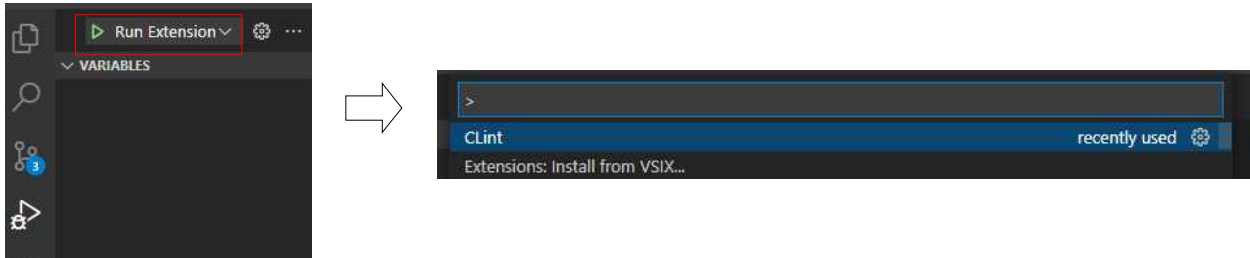 Run Extension
VARIABLES
3
>
CLint recently used
Extensions: Install from VSIX...